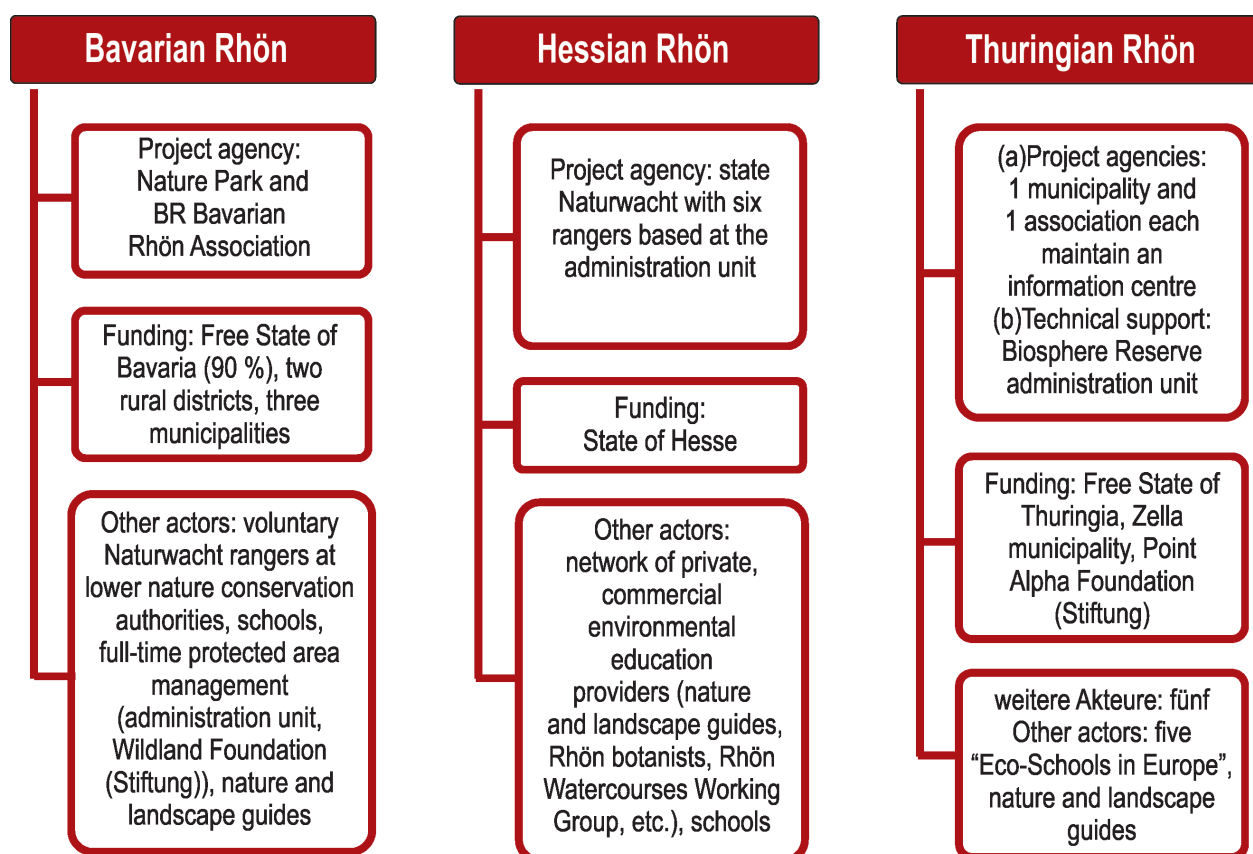 Bavarian Rhön
Project agency:
Nature Park and
BR Bavarian
Rhön Association
Funding: Free State of
Bavaria (90 %), two
rural districts, three
municipalities
Other actors: voluntary
Naturwacht rangers at
lower nature conservation
authorities, schools,
full-time protected area
management
(administration unit,
Wildland Foundation
(Stiftung)), nature and
landscape guides
Hessian Rhön
Project agency: state
Naturwacht with six
rangers based at the
administration unit
Funding:
State of Hesse
Other actors:
network of private,
commercial
environmental
education
providers (nature
and landscape guides,
Rhön botanists, Rhön
Watercourses Working
Group, etc.), schools
Thuringian Rhön
(a)Project agencies:
1 municipality and
1 association each
maintain an
information centre
(b)Technical support:
Biosphere Reserve
administration unit
Funding: Free State of
Thuringia, Zella
municipality, Point
Alpha Foundation
(Stiftung)
weitere Akteure: fünf
Other actors: five
“Eco-Schools in Europe”,
nature and landscape
guides